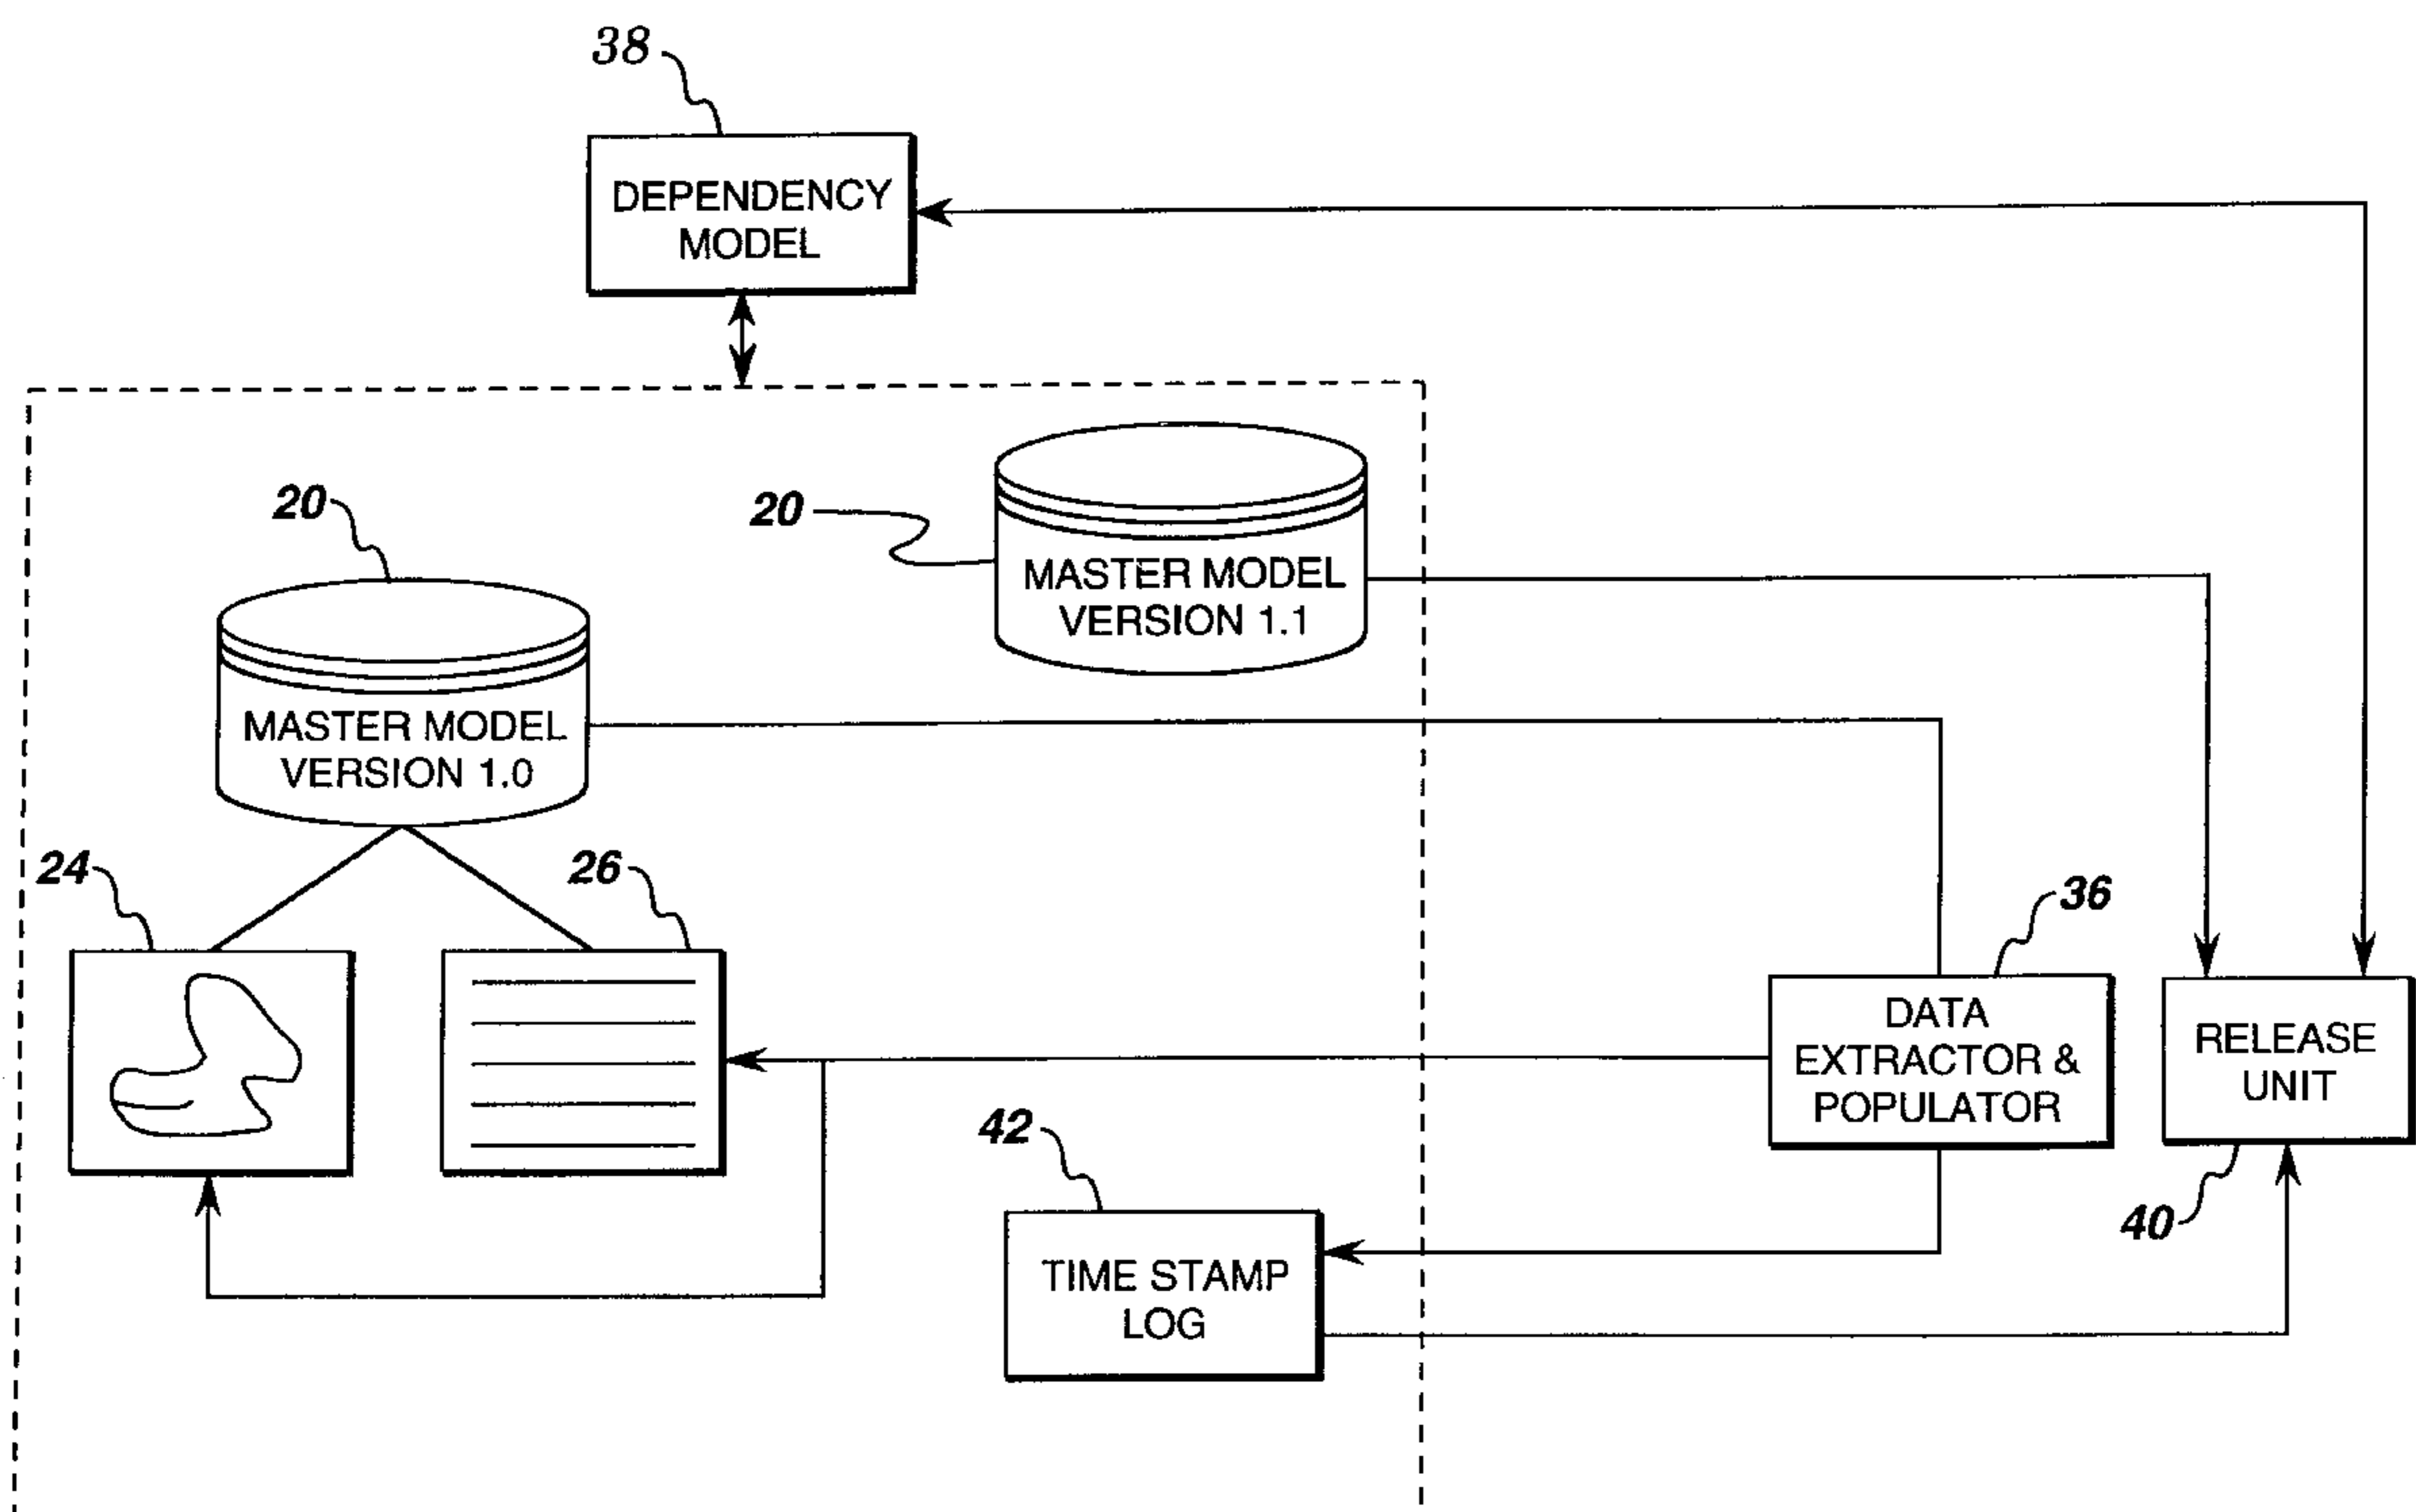 38
DEPENDENCY
MODEL
20
20
MASTER MODEL
VERSION 1.1
MASTER MODEL
VERSION 1.0
24
26
36
DATA
EXTRACTOR &
POPULATOR
RELEASE
UNIT
42
40
TIME STAMP
LOG